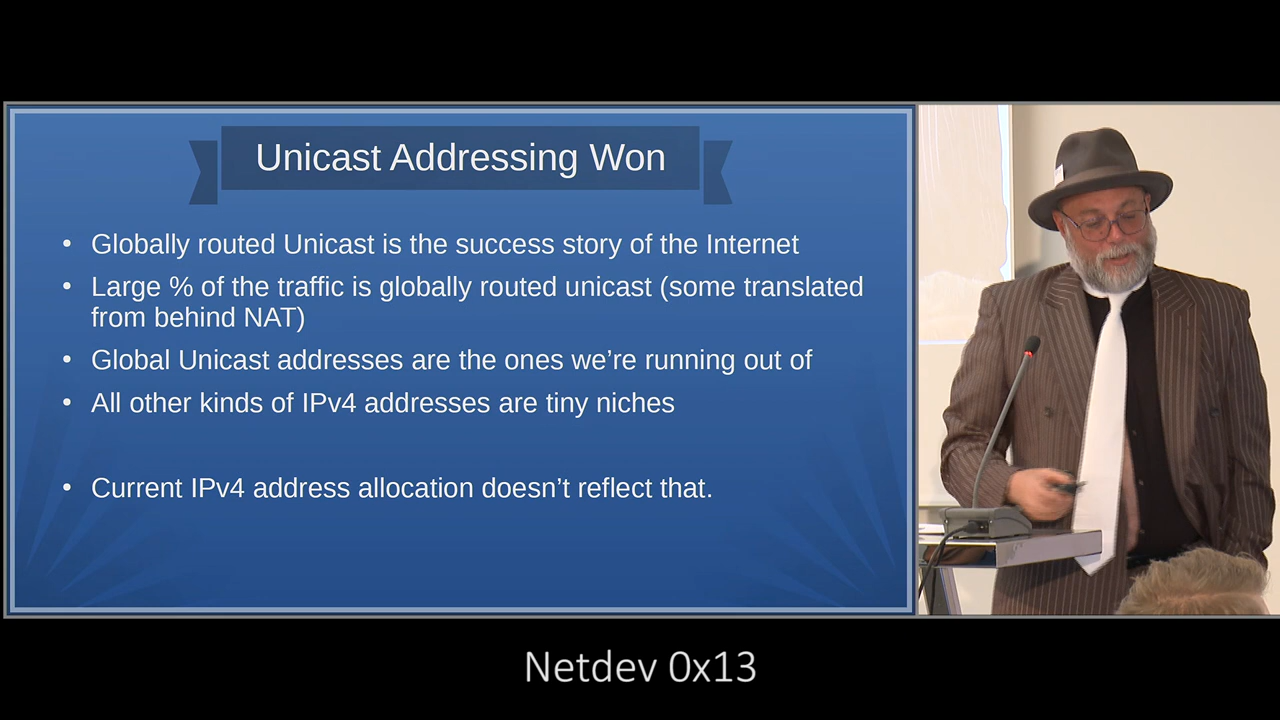 Unicast Addressing Won
• Globally routed Unicast is the success story of the Internet
• Large % of the traffic is globally routed unicast (some translated
from behind NAT)
• Global Unicast addresses are the ones we’re running out of
• All other kinds of IPv4 addresses are tiny niches
• Current IPv4 address allocation doesn’t reflect that.
Netdev 0x13